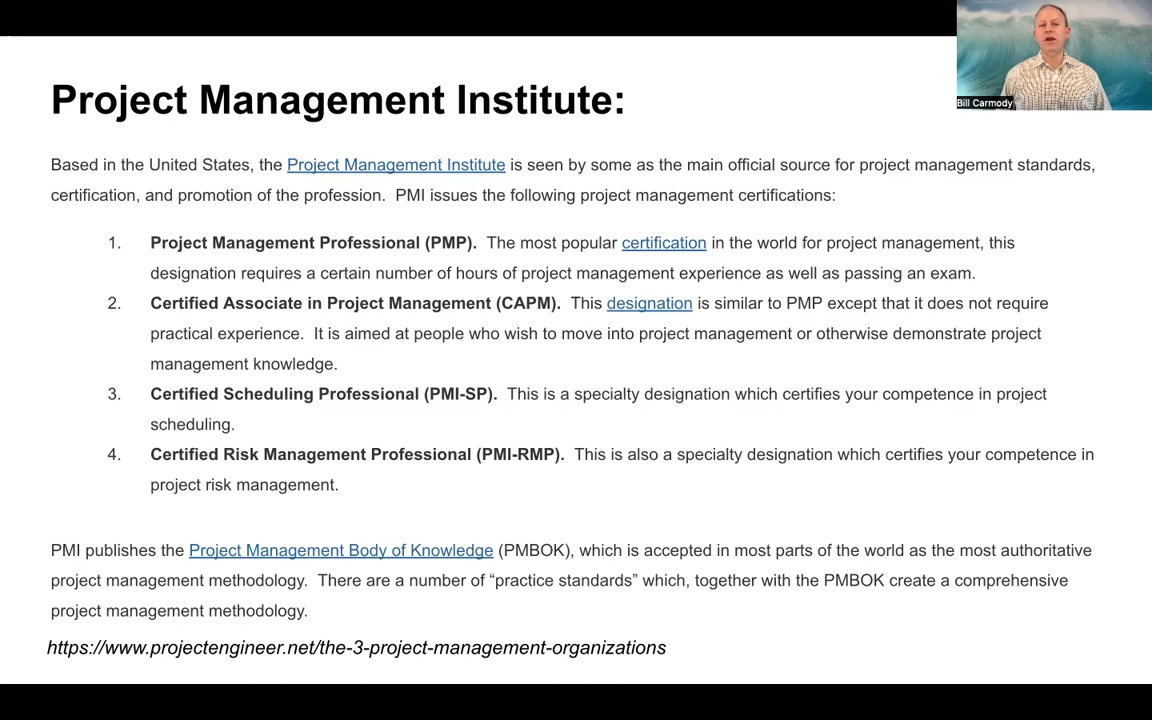 Bill Carmody
Project Management Institute:
Based in the United States, the Project Management Institute is seen by some as the main official source for project management standards,
certification, and promotion of the profession.  PMI issues the following project management certifications:
1. Project Management Professional (PMP).  The most popular certification in the world for project management, this
designation requires a certain number of hours of project management experience as well as passing an exam.
2. Certified Associate in Project Management (CAPM).  This designation is similar to PMP except that it does not require
practical experience.  It is aimed at people who wish to move into project management or otherwise demonstrate project
management knowledge.
3. Certified Scheduling Professional (PMI-SP).  This is a specialty designation which certifies your competence in project
scheduling.
4. Certified Risk Management Professional (PMI-RMP).  This is also a specialty designation which certifies your competence in
project risk management.
PMI publishes the Project Management Body of Knowledge (PMBOK), which is accepted in most parts of the world as the most authoritative
project management methodology.  There are a number of “practice standards” which, together with the PMBOK create a comprehensive
project management methodology.
https://www.projectengineer.net/the-3-project-management-organizations